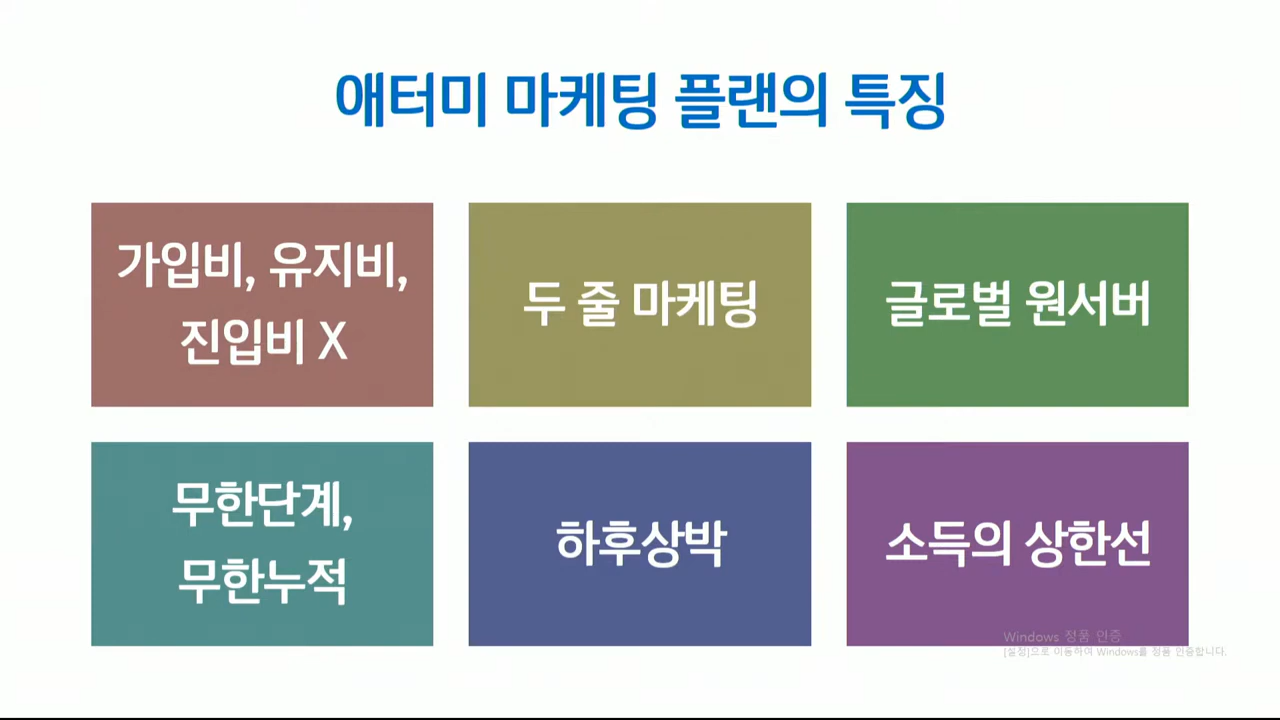 애터미 마케팅 플랜의 특징
가입비, 유지비,
진입비 X
두 줄 마케팅
글로벌 원서버
무한단계,
무한누적
하후상박
소득의 상한선
Windows 정품 인증
[설정]으로 이동하여 Windows를 정품 인증합니다.